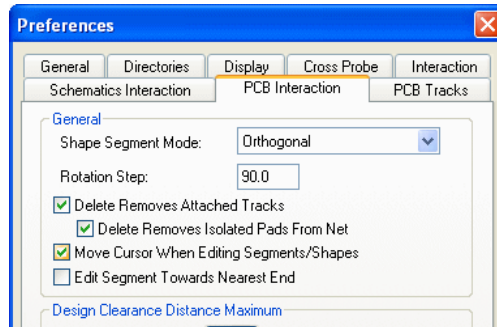 Preferences
General Directories Display Cross Probe Interaction
Schematics Interaction PCB Interaction PCB Tracks
General
Shape Segment Mode: Orthogonal
Rotation Step: 90.0
Delete Removes Attached Tracks
Delete Removes Isolated Pads From Net
Move Cursor When Editing Segments/Shapes
Edit Segment Towards Nearest End
Design Clearance Distance Maximum